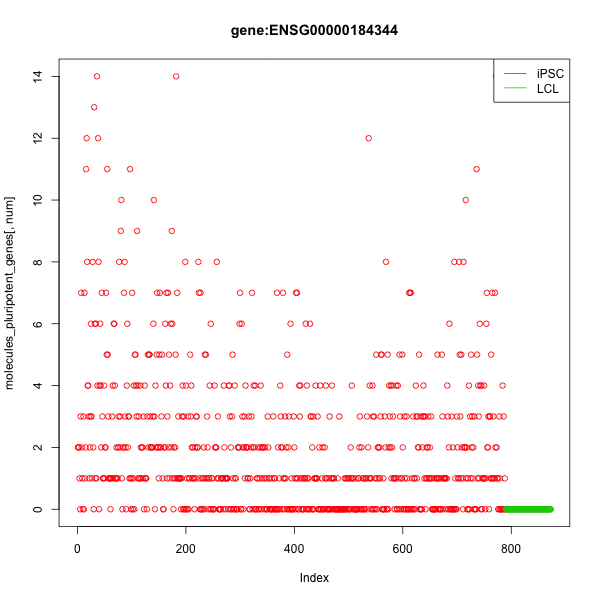 gene:ENSG00000184344
iPSC
LCL
molecules_pluripotent_genes[, num]
14
12
10
8
6
4
2
0
0 200 400 600 800
Index